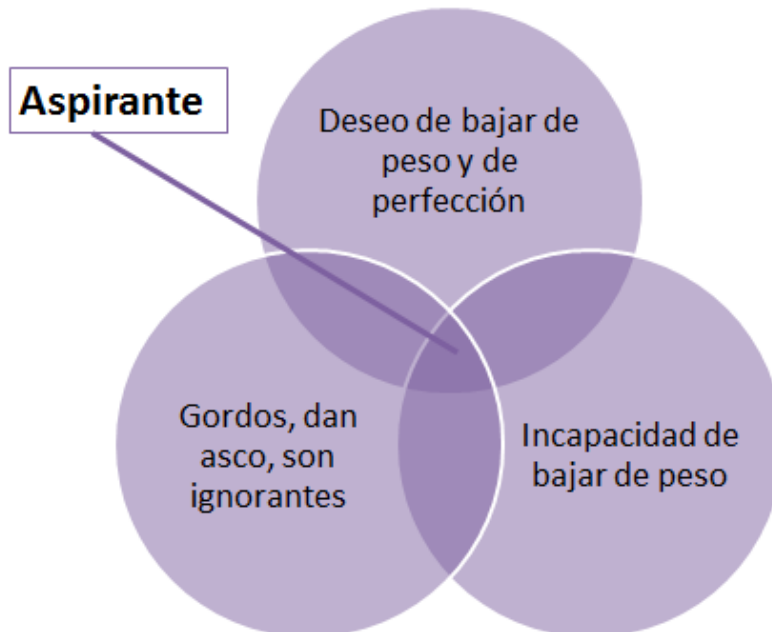 Aspirante
Deseo de bajar de
peso y de
perfección
Gordos, dan
asco, son
ignorantes
Incapacidad de
bajar de peso